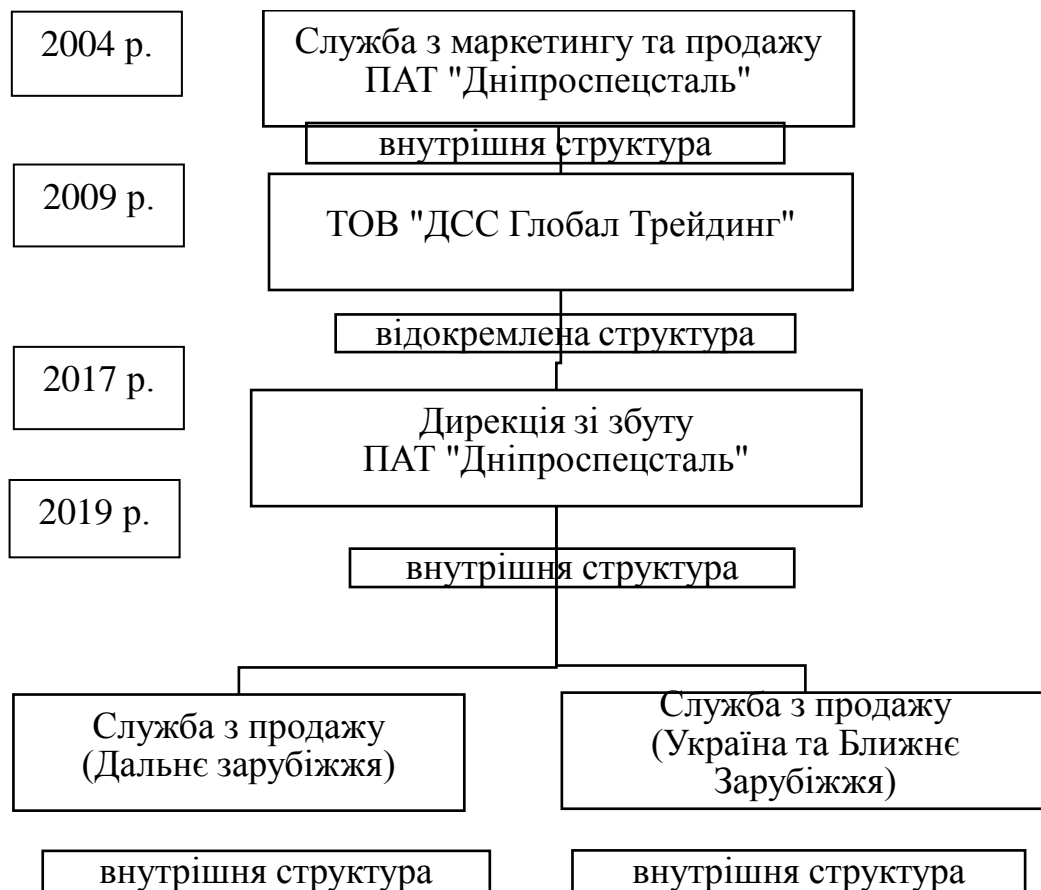 2004 р.
Служба з маркетингу та продажу
ПАТ "Дніпроспецсталь"
внутрішня структура
2009 р.
ТОВ "ДСС Глобал Трейдинг"
відокремлена структура
2017 р.
Дирекція зі збуту
ПАТ "Дніпроспецсталь"
2019 р.
внутрішня структура
Служба з продажу
(Дальнє зарубіжжя)
Служба з продажу
(Україна та Ближнє
Зарубіжжя)
внутрішня структура
внутрішня структура